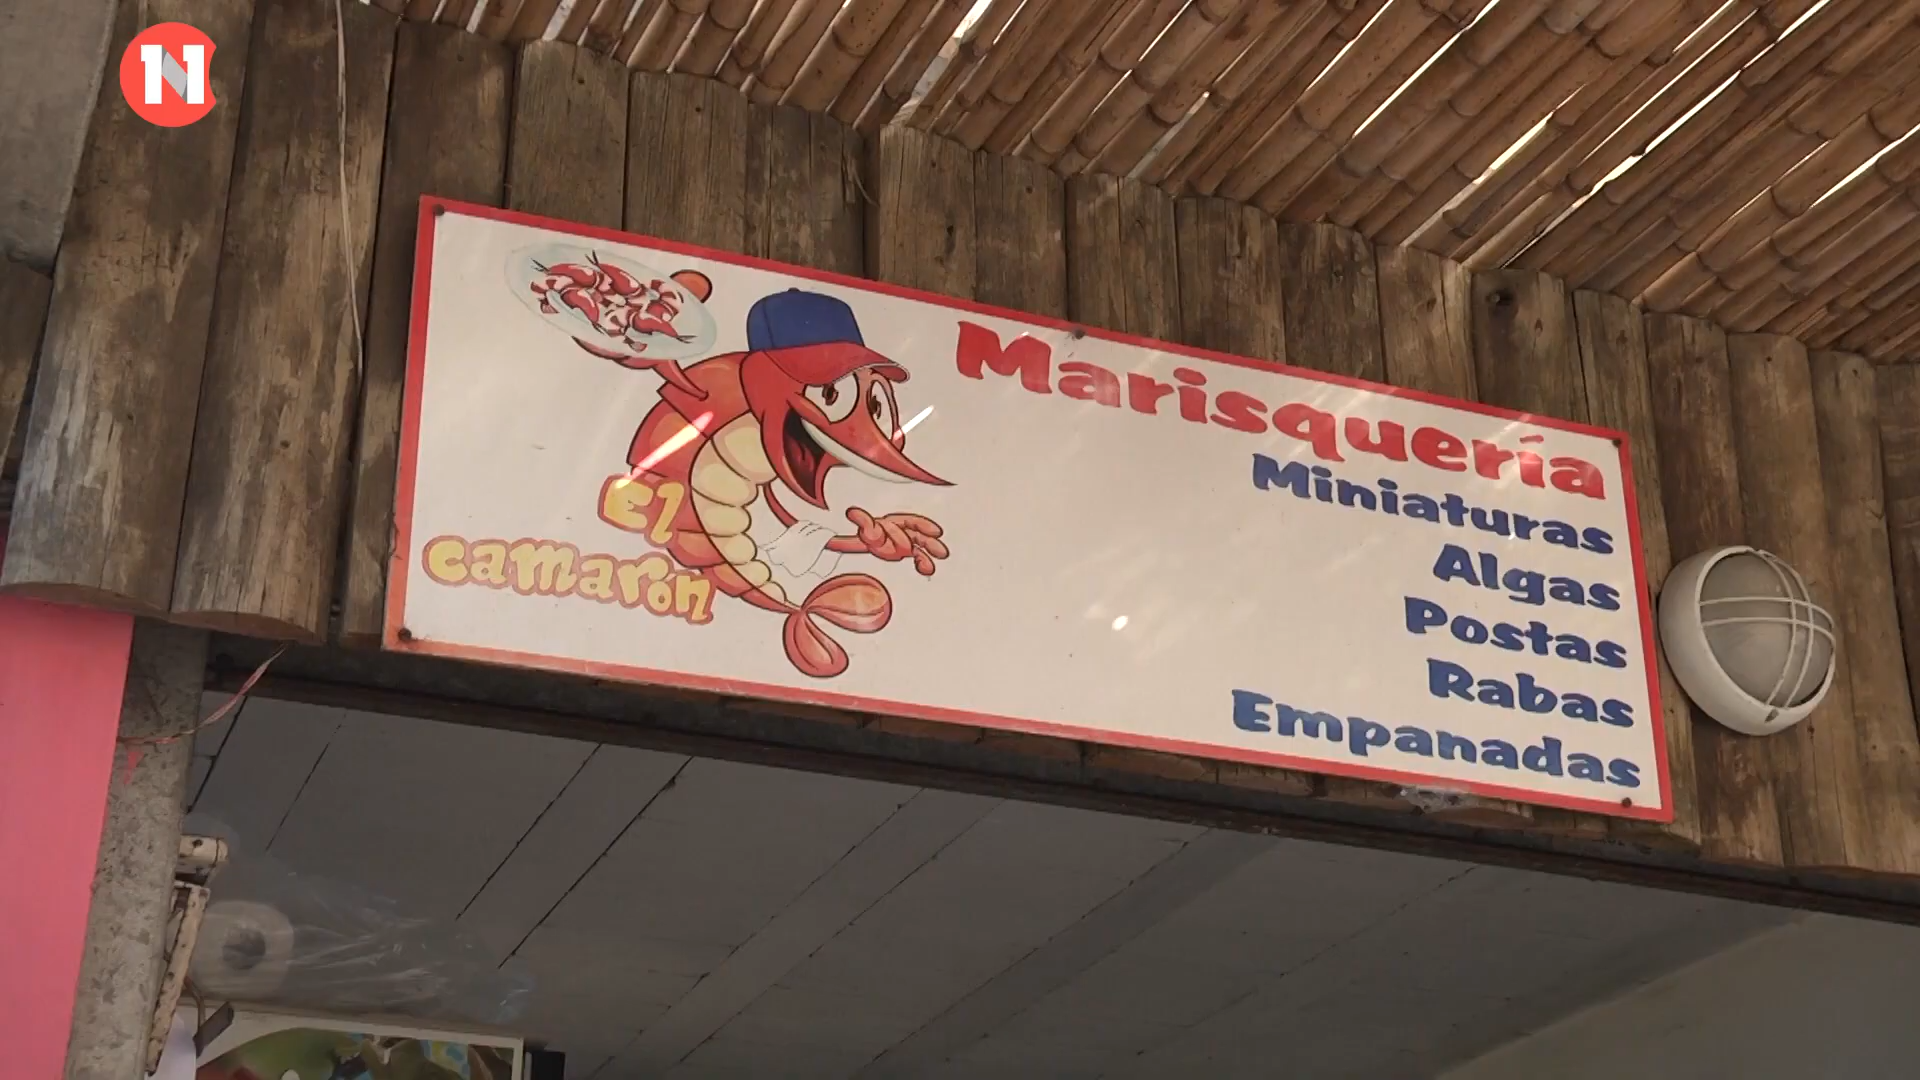 N
El
camarón
Marisquería
Miniaturas
Algas
Postas
Rabas
Empanadas